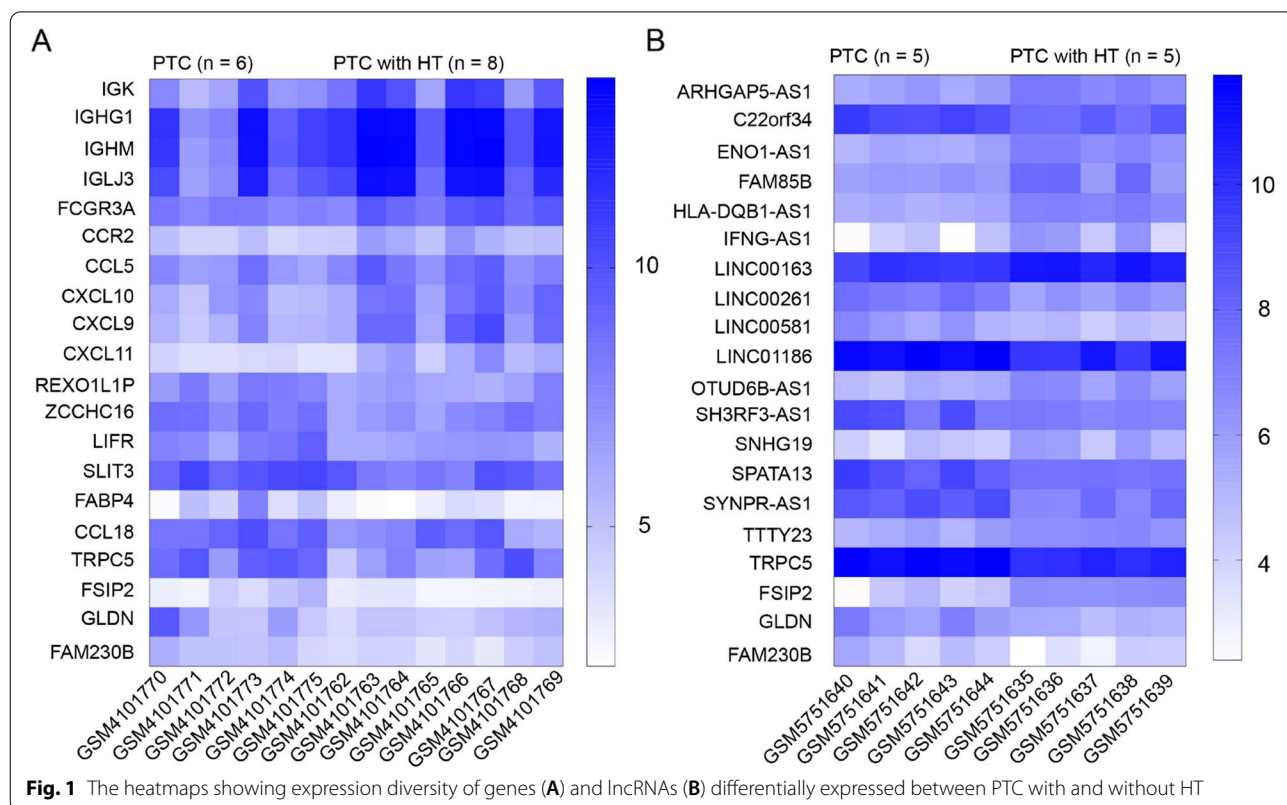 A
PTC (n = 6)
PTC with HT (n = 8)
IGK
IGHG1
IGHM
IGLJ3
FCGR3A
CCR2
CCL5
CXCL10
CXCL9
CXCL11
REXO1L1P
ZCCHC16
LIFR
SLIT3
FABP4
CCL18
TRPC5
FSIP2
GLDN
FAM230B
10
5
GSM4101770
GSM4101771
GSM4101772
GSM4101773
GSM4101774
GSM4101775
GSM4101762
GSM4101763
GSM4101764
GSM4101765
GSM4101766
GSM4101767
GSM4101768
GSM4101769
B
PTC (n = 5)
PTC with HT (n = 5)
ARHGAP5-AS1
C22orf34
ENO1-AS1
FAM85B
HLA-DQB1-AS1
IFNG-AS1
LINC00163
LINC00261
LINC00581
LINC01186
OTUD6B-AS1
SH3RF3-AS1
SNHG19
SPATA13
SYNPR-AS1
TTTY23
TRPC5
FSIP2
GLDN
FAM230B
10
8
6
4
GSM5751640
GSM5751641
GSM5751642
GSM5751643
GSM5751644
GSM5751635
GSM5751636
GSM5751637
GSM5751638
GSM5751639
Fig. 1 The heatmaps showing expression diversity of genes (A) and lncRNAs (B) differentially expressed between PTC with and without HT